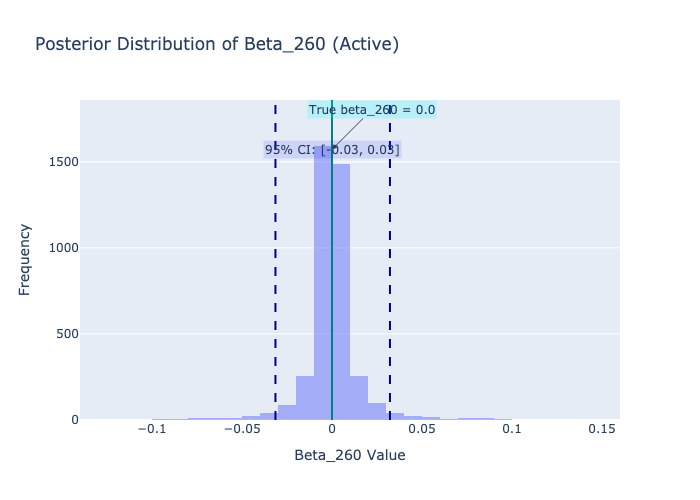 Posterior Distribution of Beta_260 (Active)
True beta_260 = 0.0
95% CI: [-0.03, 0.03]
1500
1000
500
0
Frequency
−0.1
−0.05
0
0.05
0.1
0.15
Beta_260 Value